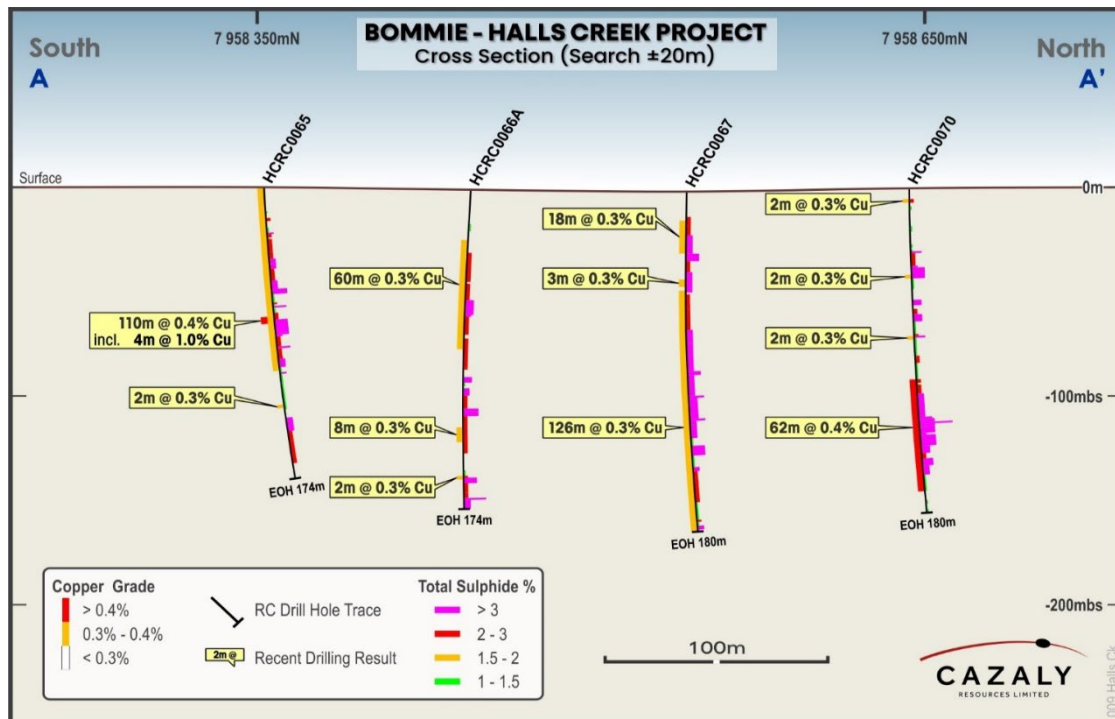 BOMMIE - HALLS CREEK PROJECT
Cross Section (Search ±20m)
South
A
7 958 350mN
7 958 650mN
North
A'
HCRC0065
HCRC0066A
HCRC0067
HCRC0070
Surface
0m
-100mbs
-200mbs
110m @ 0.4% Cu
incl. 4m @ 1.0% Cu
2m @ 0.3% Cu
EOH 174m
60m @ 0.3% Cu
8m @ 0.3% Cu
2m @ 0.3% Cu
EOH 174m
18m @ 0.3% Cu
3m @ 0.3% Cu
126m @ 0.3% Cu
EOH 180m
2m @ 0.3% Cu
2m @ 0.3% Cu
2m @ 0.3% Cu
62m @ 0.4% Cu
EOH 180m
Copper Grade
> 0.4%
0.3% - 0.4%
< 0.3%
RC Drill Hole Trace
2m @
Recent Drilling Result
Total Sulphide %
> 3
2 - 3
1.5 - 2
1 - 1.5
100m
CAZALY
RESOURCES LIMITED
009 Halls Ck